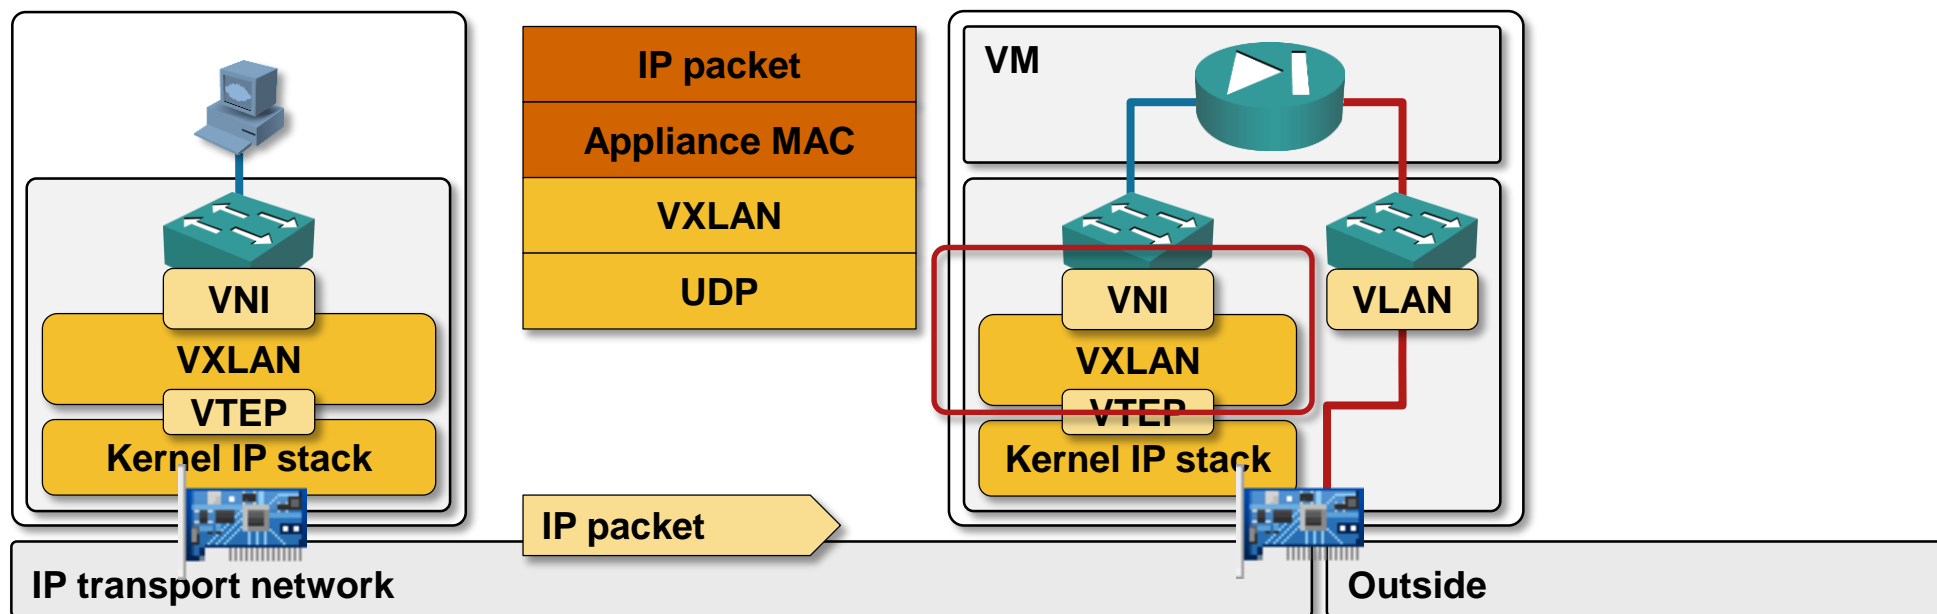 VNI
VXLAN
VTEP
Kernel IP stack
IP packet
Appliance MAC
VXLAN
UDP
IP packet
VM
VNI
VLAN
VXLAN
VTEP
Kernel IP stack
IP transport network
Outside